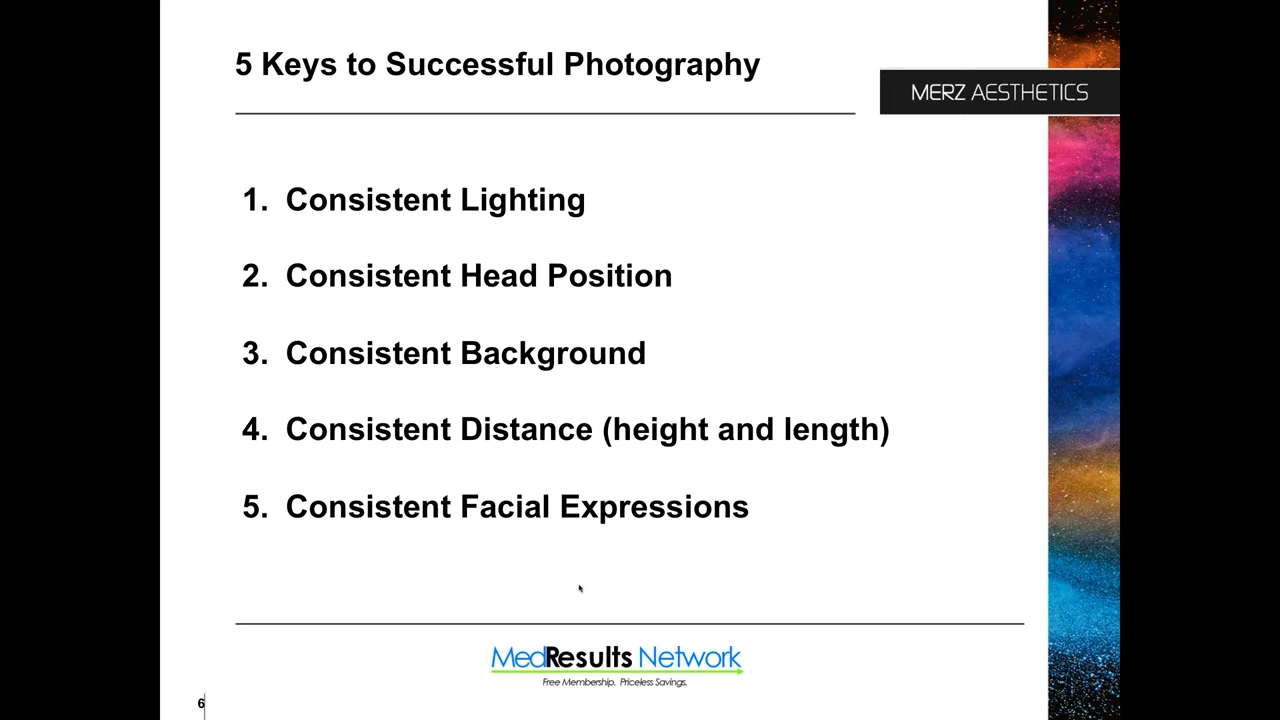 5 Keys to Successful Photography
MERZ AESTHETICS
1. Consistent Lighting
2. Consistent Head Position
3. Consistent Background
4. Consistent Distance (height and length)
5. Consistent Facial Expressions
MedResults Network
Free Membership. Priceless Savings.
6